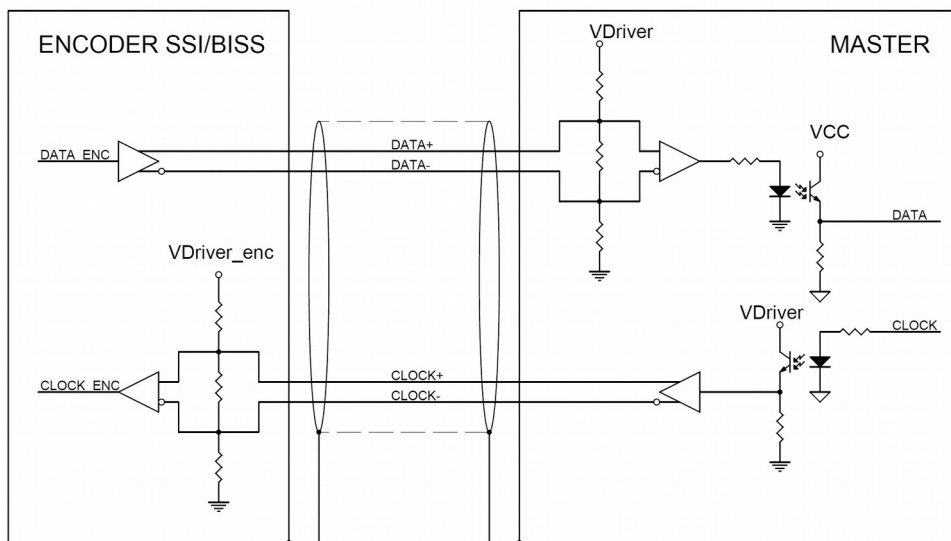 ENCODER SSI/BISS
MASTER
VDriver
VCC
DATA_ENC
DATA+
DATA-
DATA
VDriver_enc
VDriver
CLOCK
CLOCK_ENC
CLOCK+
CLOCK-